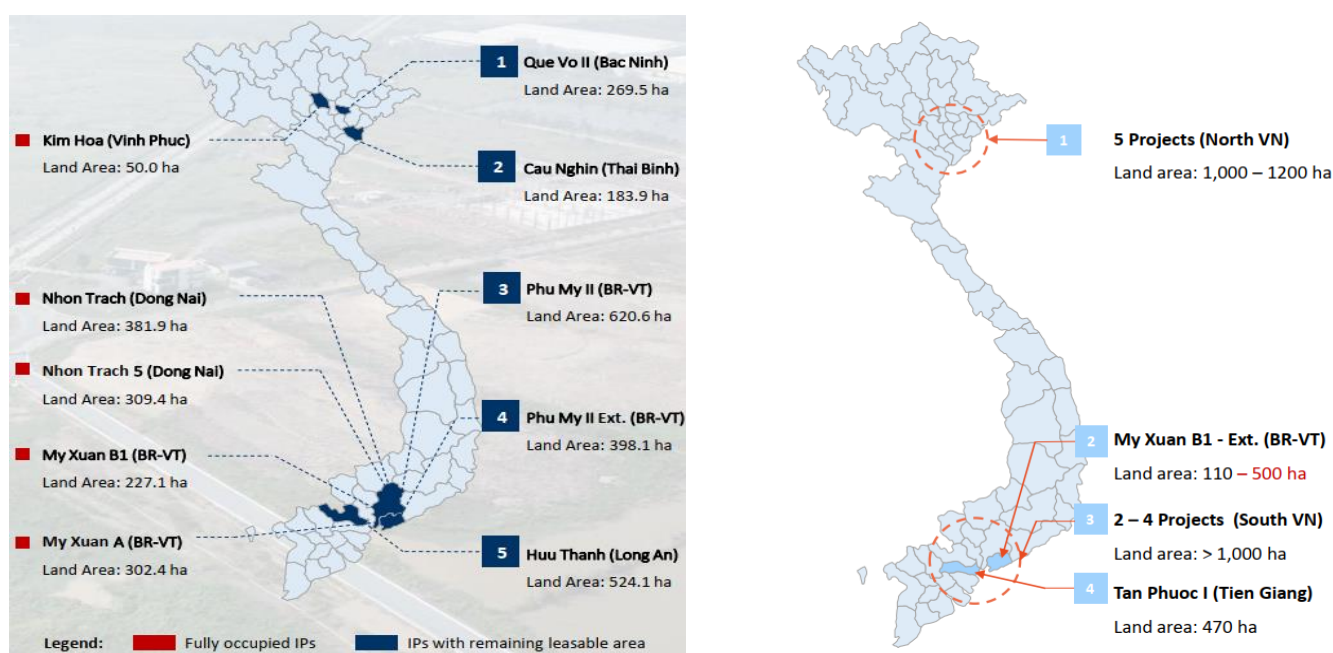 Kim Hoa (Vinh Phuc)
Land Area: 50.0 ha
Nhon Trach (Dong Nai)
Land Area: 381.9 ha
Nhon Trach 5 (Dong Nai)
Land Area: 309.4 ha
My Xuan B1 (BR-VT)
Land Area: 227.1 ha
My Xuan A (BR-VT)
Land Area: 302.4 ha
1
Que Vo II (Bac Ninh)
Land Area: 269.5 ha
2
Cau Nghin (Thai Binh)
Land Area: 183.9 ha
3
Phu My II (BR-VT)
Land Area: 620.6 ha
4
Phu My II Ext. (BR-VT)
Land Area: 398.1 ha
5
Huu Thanh (Long An)
Land Area: 524.1 ha
Legend: Fully occupied IPs IPs with remaining leasable area
1
5 Projects (North VN)
Land area: 1,000 – 1200 ha
2
My Xuan B1 - Ext. (BR-VT)
Land area: 110 – 500 ha
3
2 – 4 Projects (South VN)
Land area: > 1,000 ha
4
Tan Phuoc I (Tien Giang)
Land area: 470 ha